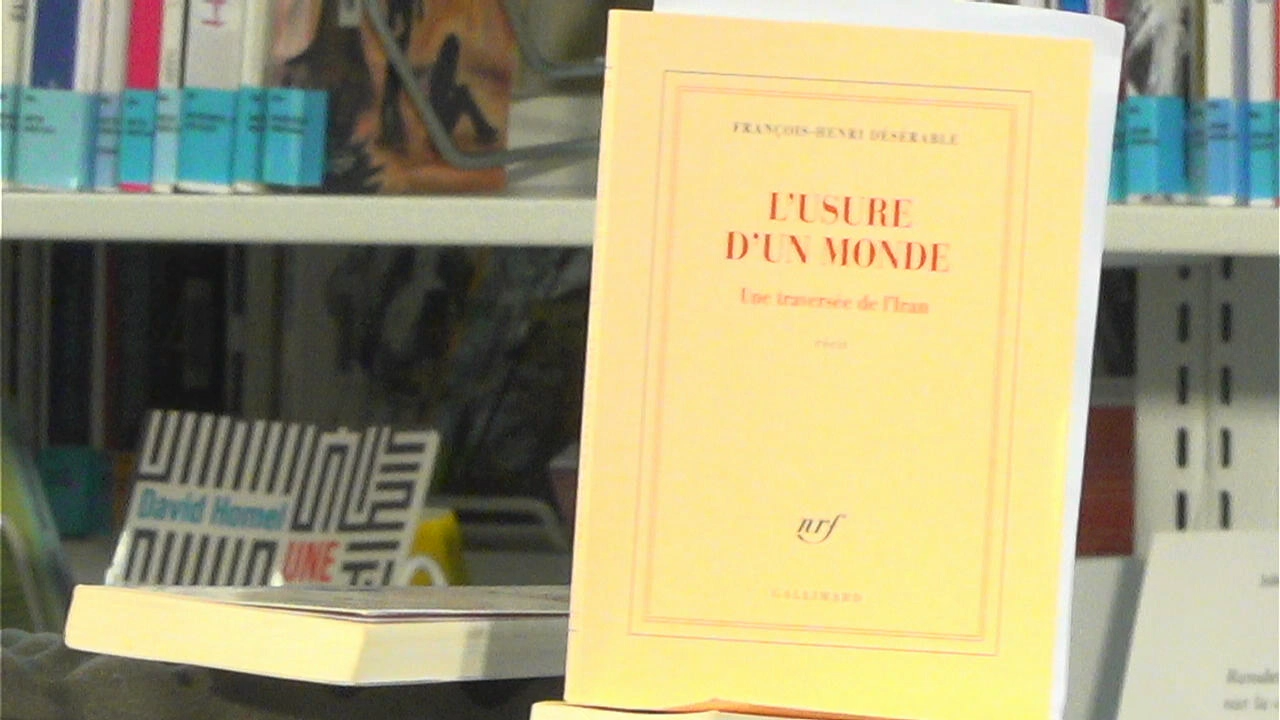 FRANÇOIS-HENRI DÉSÉRABLE
L'USURE
D'UN MONDE
Une traversée de l'Iran
récit
nrf
GALLIMARD
David Homel
UNE